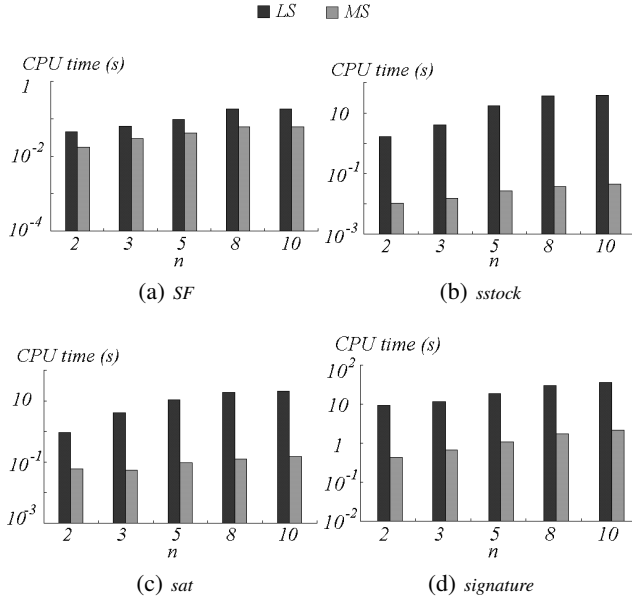 LS MS
CPU time (s)
1
10^-2
10^-4
2 3 5 8 10
n
(a) SF
CPU time (s)
10
10^-1
10^-3
2 3 5 8 10
n
(b) sstock
CPU time (s)
10
10^-1
10^-3
2 3 5 8 10
n
(c) sat
CPU time (s)
10^2
10
1
10^-1
10^-2
2 3 5 8 10
n
(d) signature